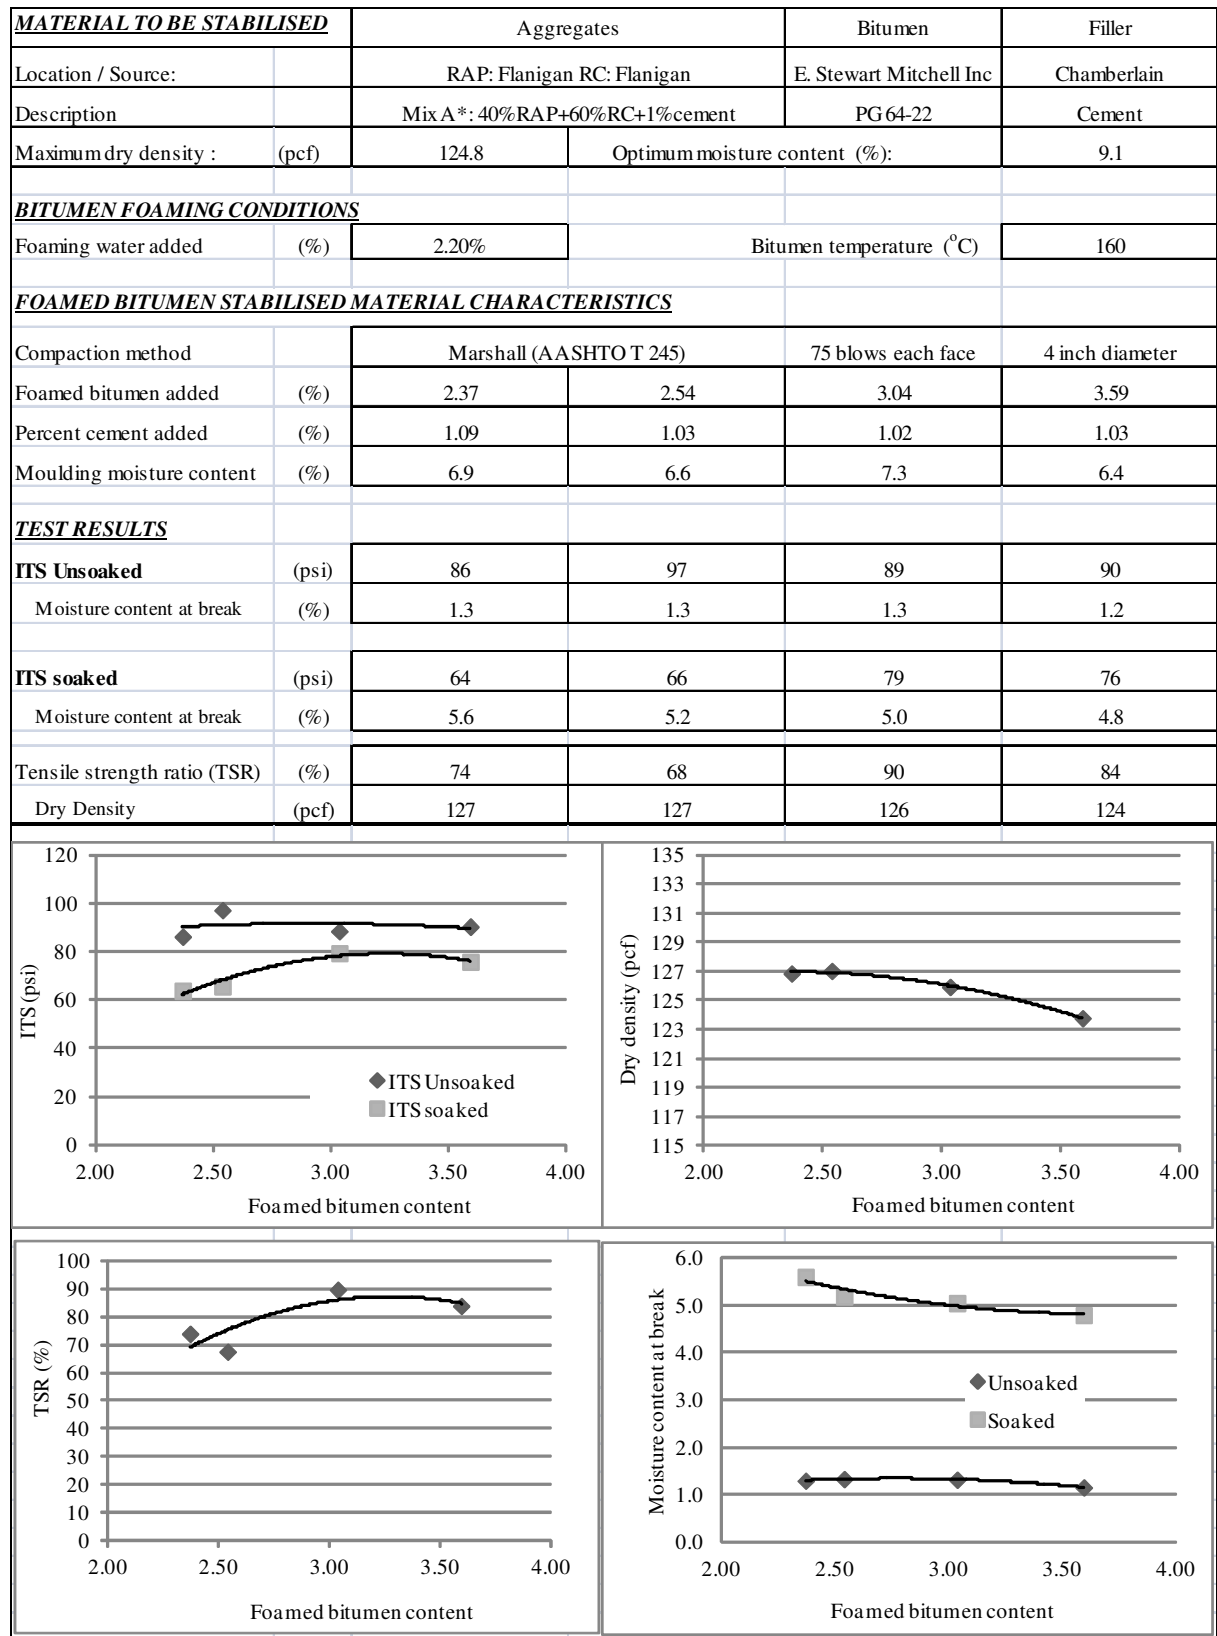 MATERIAL TO BE STABILISED Aggregates Bitumen Filler
Location / Source: RAP: Flanigan RC: Flanigan E. Stewart Mitchell Inc Chamberlain
Description Mix A*: 40%RAP+60%RC+1%cement PG 64-22 Cement
Maximum dry density : (pcf) 124.8 Optimum moisture content (%): 9.1
BITUMEN FOAMING CONDITIONS
Foaming water added (%) 2.20% Bitumen temperature (°C) 160
FOAMED BITUMEN STABILISED MATERIAL CHARACTERISTICS
Compaction method Marshall (AASHTO T 245) 75 blows each face 4 inch diameter
Foamed bitumen added (%) 2.37 2.54 3.04 3.59
Percent cement added (%) 1.09 1.03 1.02 1.03
Moulding moisture content (%) 6.9 6.6 7.3 6.4
TEST RESULTS
ITS Unsoaked (psi) 86 97 89 90
Moisture content at break (%) 1.3 1.3 1.3 1.2
ITS soaked (psi) 64 66 79 76
Moisture content at break (%) 5.6 5.2 5.0 4.8
Tensile strength ratio (TSR) (%) 74 68 90 84
Dry Density (pcf) 127 127 126 124
120
100
80
60
40
20
0
ITS (psi)
ITS Unsoaked
ITS soaked
2.00 2.50 3.00 3.50 4.00
Foamed bitumen content
135
133
131
129
127
125
123
121
119
117
115
Dry density (pcf)
2.00 2.50 3.00 3.50 4.00
Foamed bitumen content
100
90
80
70
60
50
40
30
20
10
0
TSR (%)
2.00 2.50 3.00 3.50 4.00
Foamed bitumen content
6.0
5.0
4.0
3.0
2.0
1.0
0.0
Moisture content at break
Unsoaked
Soaked
2.00 2.50 3.00 3.50 4.00
Foamed bitumen content